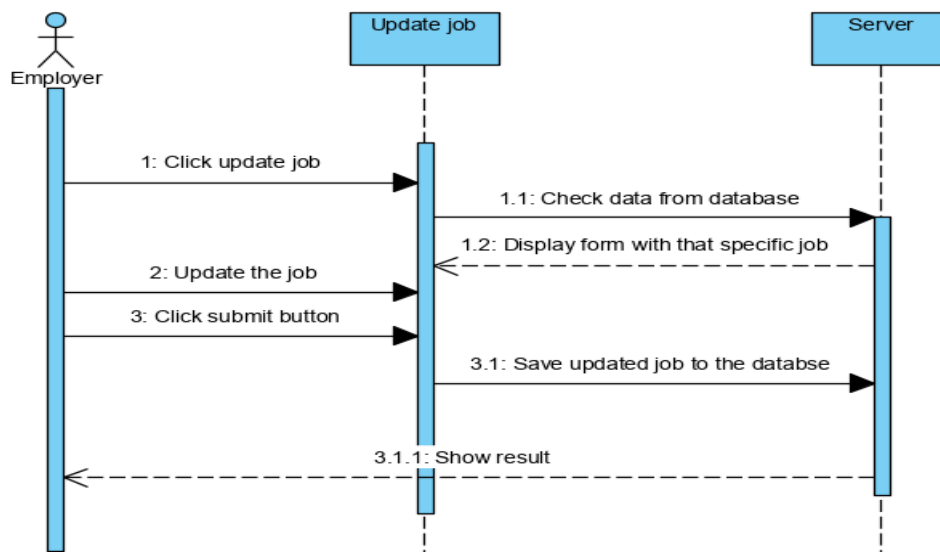 Update job
Server
Employer
1: Click update job
1.1: Check data from database
1.2: Display form with that specific job
2: Update the job
3: Click submit button
3.1: Save updated job to the databse
3.1.1: Show result